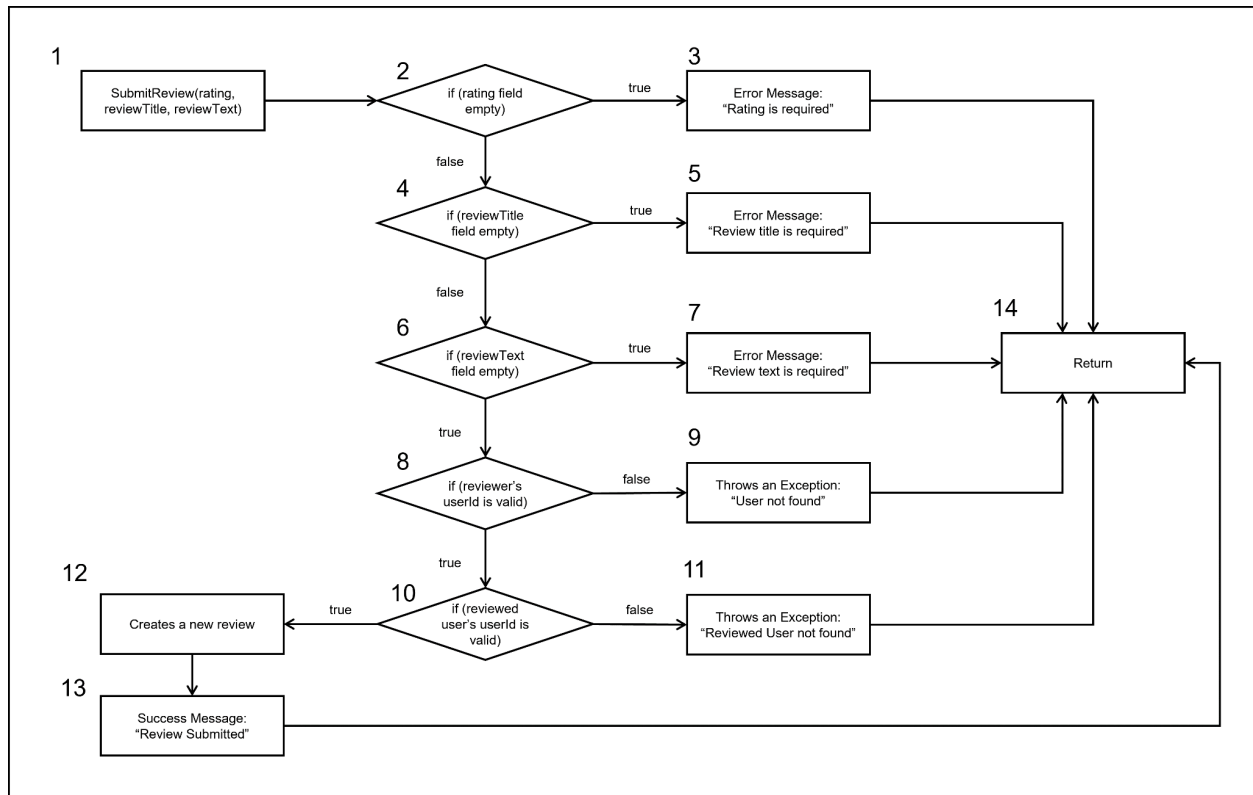 1
SubmitReview(rating,
reviewTitle, reviewText)
2
if (rating field
empty)
true
3
Error Message:
“Rating is required”
false
4
if (reviewTitle
field empty)
true
5
Error Message:
“Review title is required”
false
6
if (reviewText
field empty)
true
7
Error Message:
“Review text is required”
14
Return
true
8
if (reviewer’s
userId is valid)
false
9
Throws an Exception:
“User not found”
true
10
if (reviewed
user’s userId is
valid)
false
11
Throws an Exception:
“Reviewed User not found”
true
12
Creates a new review
13
Success Message:
“Review Submitted”